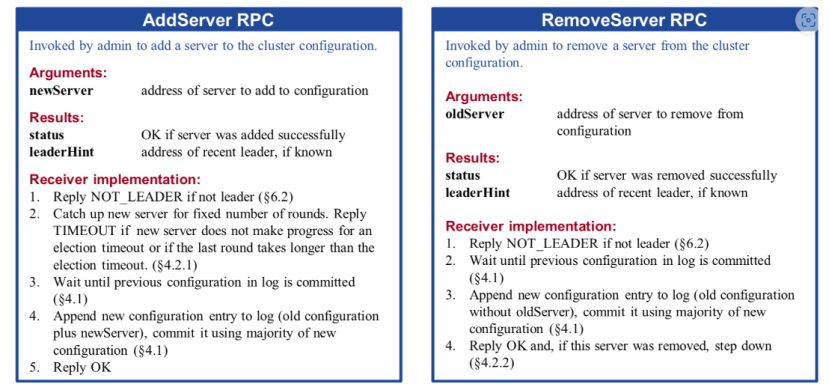 AddServer RPC
Invoked by admin to add a server to the cluster configuration.
Arguments:
newServer address of server to add to configuration
Results:
status OK if server was added successfully
leaderHint address of recent leader, if known
Receiver implementation:
1. Reply NOT_LEADER if not leader (§6.2)
2. Catch up new server for fixed number of rounds. Reply
TIMEOUT if new server does not make progress for an
election timeout or if the last round takes longer than the
election timeout. (§4.2.1)
3. Wait until previous configuration in log is committed
(§4.1)
4. Append new configuration entry to log (old configuration
plus newServer), commit it using majority of new
configuration (§4.1)
5. Reply OK
RemoveServer RPC
Invoked by admin to remove a server from the cluster
configuration.
Arguments:
oldServer address of server to remove from
configuration
Results:
status OK if server was removed successfully
leaderHint address of recent leader, if known
Receiver implementation:
1. Reply NOT_LEADER if not leader (§6.2)
2. Wait until previous configuration in log is committed
(§4.1)
3. Append new configuration entry to log (old configuration
without oldServer), commit it using majority of new
configuration (§4.1)
4. Reply OK and, if this server was removed, step down
(§4.2.2)